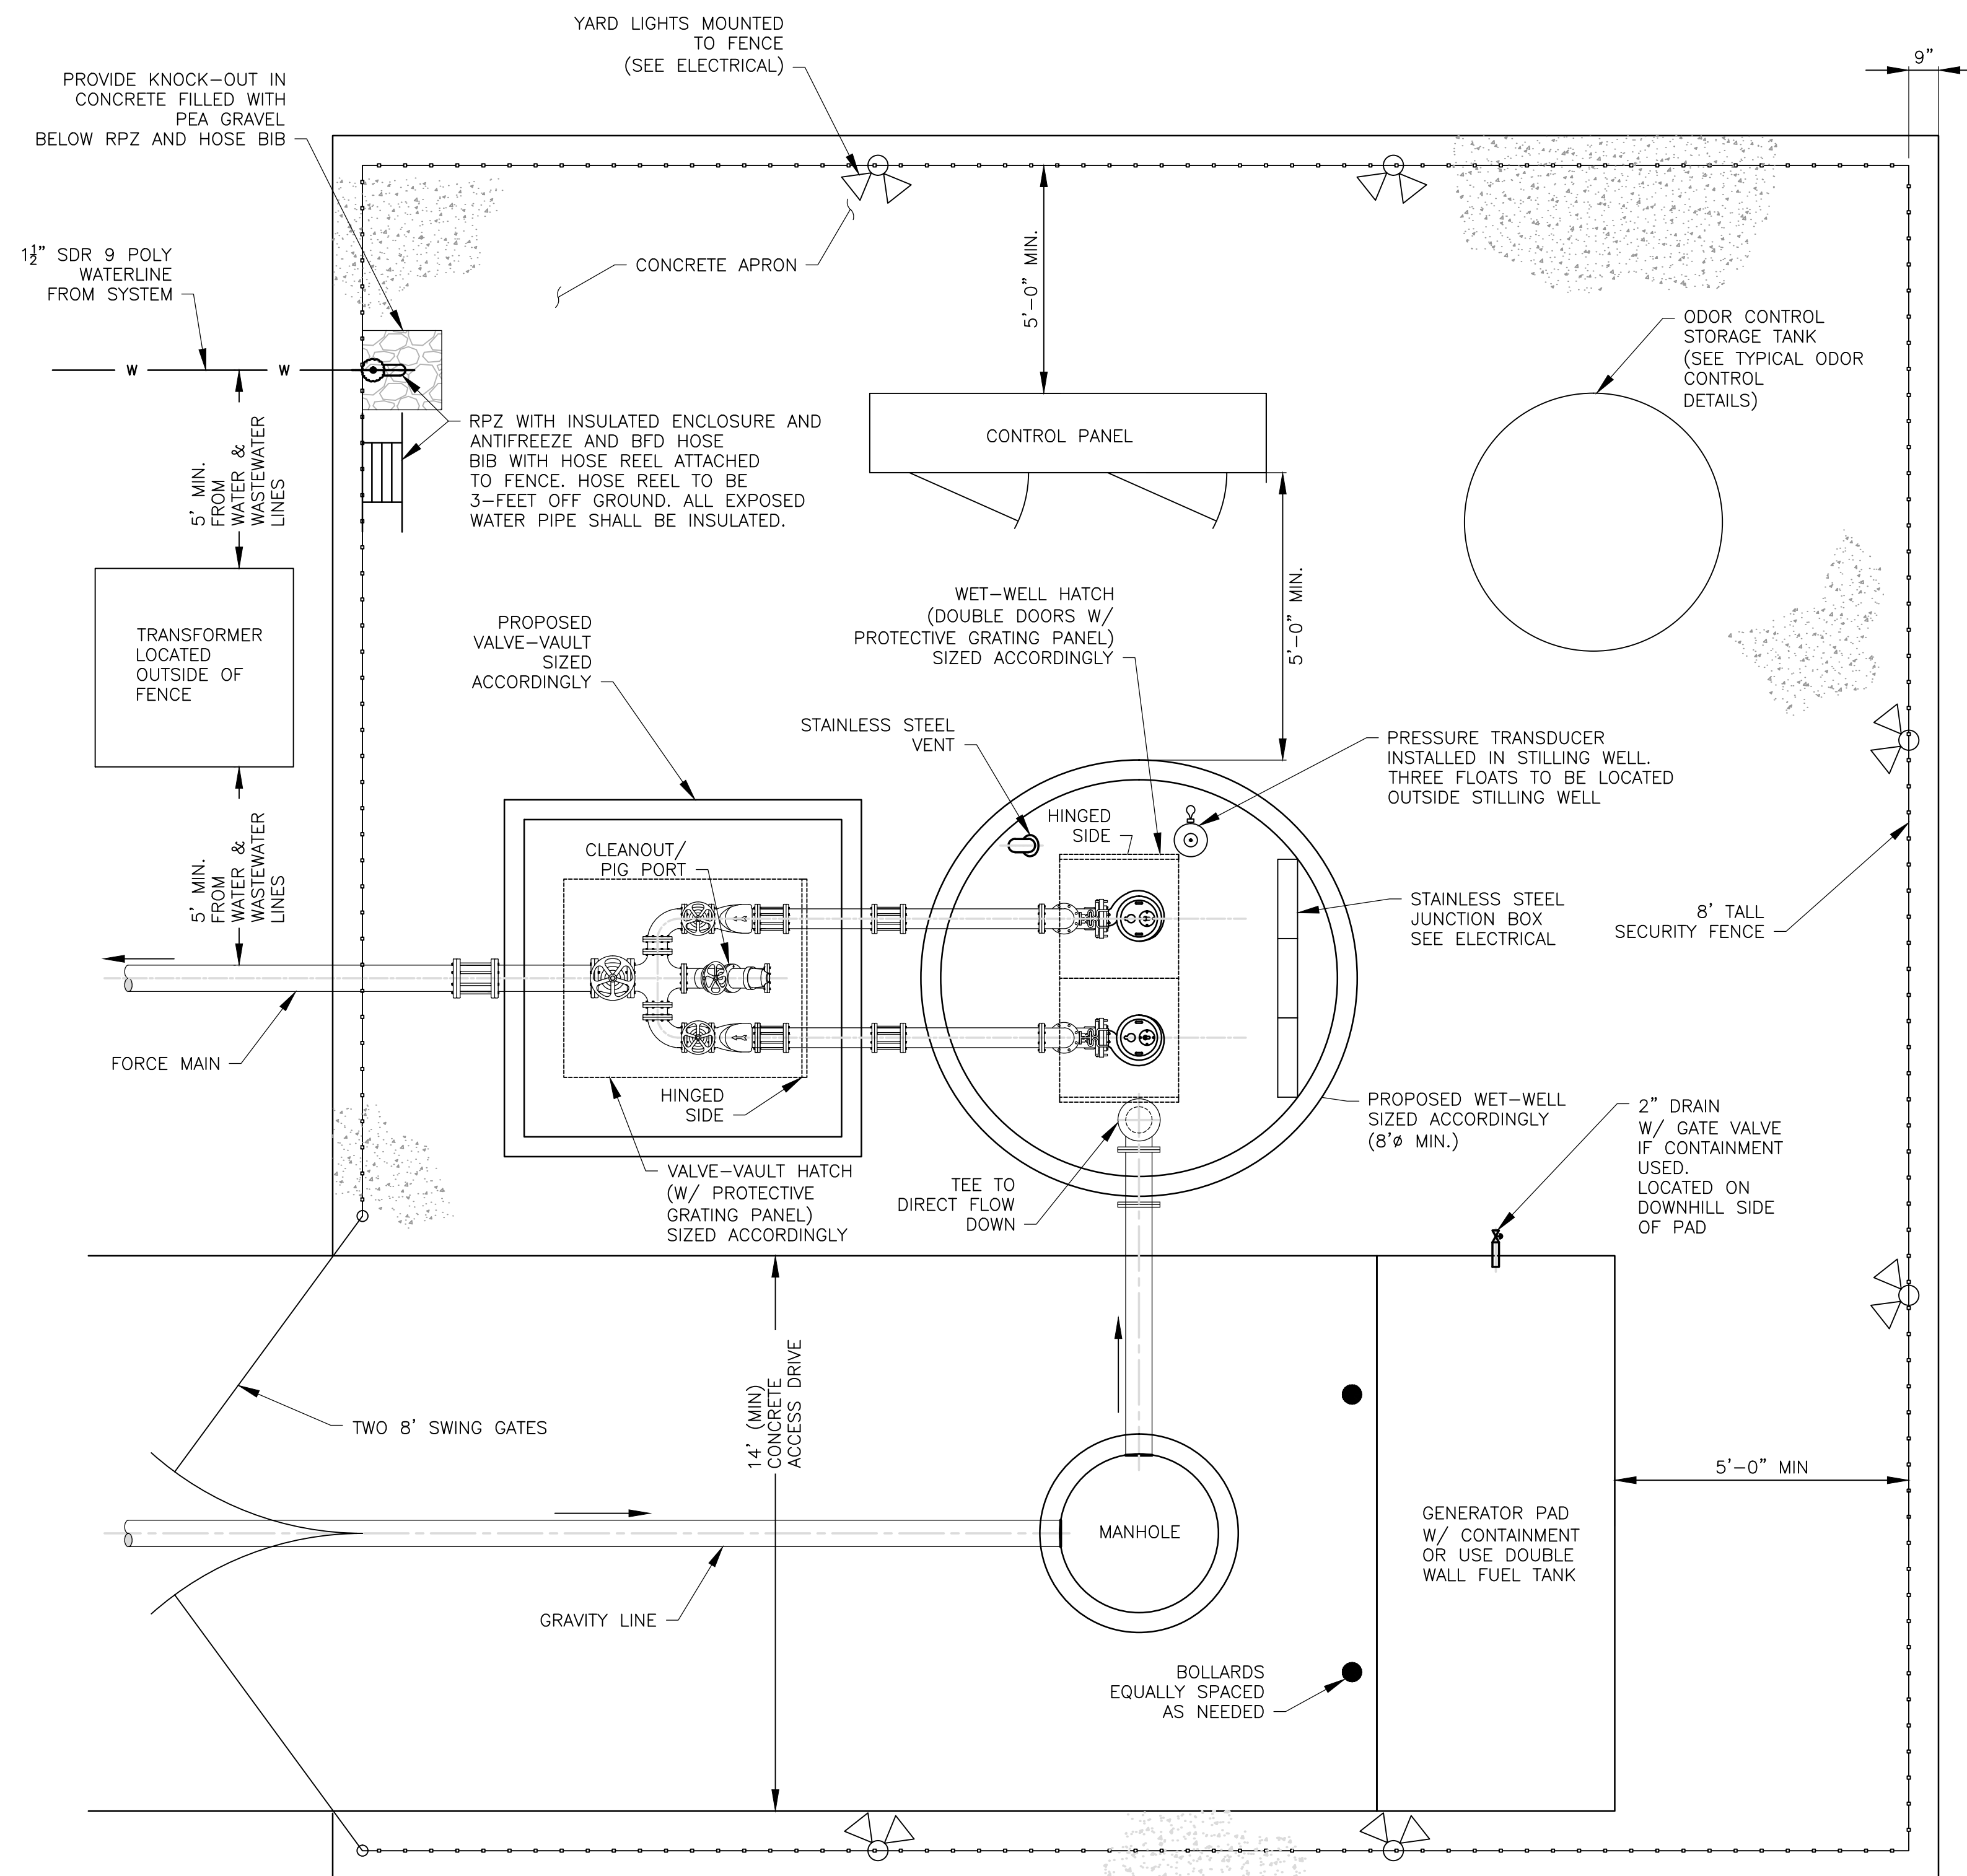 YARD LIGHTS MOUNTED
TO FENCE
(SEE ELECTRICAL)
9"
PROVIDE KNOCK-OUT IN
CONCRETE FILLED WITH
PEA GRAVEL
BELOW RPZ AND HOSE BIB
1½" SDR 9 POLY
WATERLINE
FROM SYSTEM
CONCRETE APRON
5'-0" MIN.
W
W
ODOR CONTROL
STORAGE TANK
(SEE TYPICAL ODOR
CONTROL
DETAILS)
CONTROL PANEL
RPZ WITH INSULATED ENCLOSURE AND
ANTIFREEZE AND BFD HOSE
BIB WITH HOSE REEL ATTACHED
TO FENCE. HOSE REEL TO BE
3-FEET OFF GROUND. ALL EXPOSED
WATER PIPE SHALL BE INSULATED.
5' MIN.
FROM
WATER &
WASTEWATER
LINES
TRANSFORMER
LOCATED
OUTSIDE OF
FENCE
PROPOSED
VALVE-VAULT
SIZED
ACCORDINGLY
WET-WELL HATCH
(DOUBLE DOORS W/
PROTECTIVE GRATING PANEL)
SIZED ACCORDINGLY
5'-0" MIN.
STAINLESS STEEL
VENT
PRESSURE TRANSDUCER
INSTALLED IN STILLING WELL.
THREE FLOATS TO BE LOCATED
OUTSIDE STILLING WELL
HINGED
SIDE
CLEANOUT/
PIG PORT
5' MIN.
FROM
WATER &
WASTEWATER
LINES
STAINLESS STEEL
JUNCTION BOX
SEE ELECTRICAL
8' TALL
SECURITY FENCE
FORCE MAIN
HINGED
SIDE
PROPOSED WET-WELL
SIZED ACCORDINGLY
(8'ø MIN.)
2" DRAIN
W/ GATE VALVE
IF CONTAINMENT
USED.
LOCATED ON
DOWNHILL SIDE
OF PAD
VALVE-VAULT HATCH
(W/ PROTECTIVE
GRATING PANEL)
SIZED ACCORDINGLY
TEE TO
DIRECT FLOW
DOWN
TWO 8' SWING GATES
14' (MIN)
CONCRETE
ACCESS DRIVE
5'-0" MIN
MANHOLE
GENERATOR PAD
W/ CONTAINMENT
OR USE DOUBLE
WALL FUEL TANK
GRAVITY LINE
BOLLARDS
EQUALLY SPACED
AS NEEDED